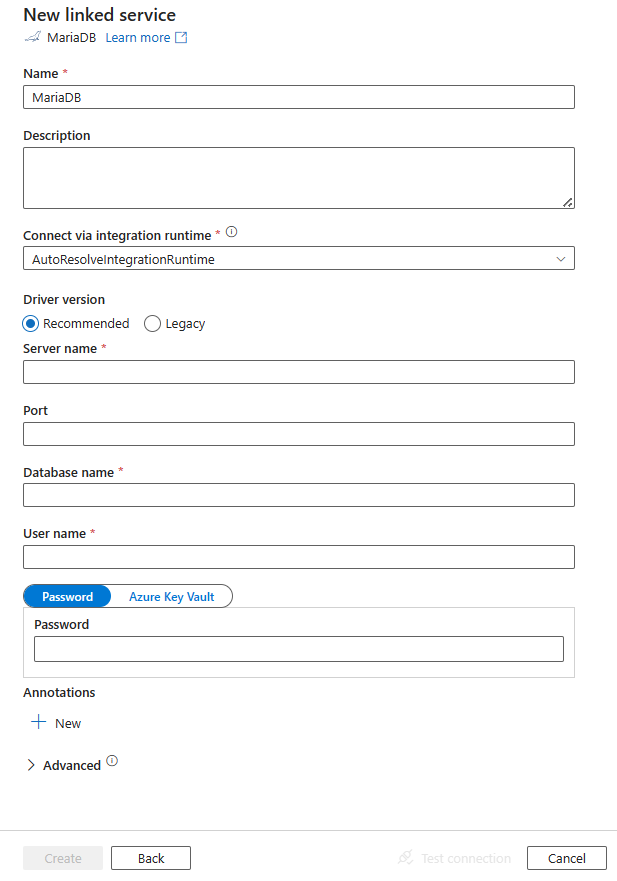 New linked service
MariaDB Learn more
Name *
MariaDB
Description
Connect via integration runtime *
AutoResolveIntegrationRuntime
Driver version
Recommended Legacy
Server name *
Port
Database name *
User name *
Password Azure Key Vault
Password
Annotations
New
Advanced
Create Back Test connection Cancel